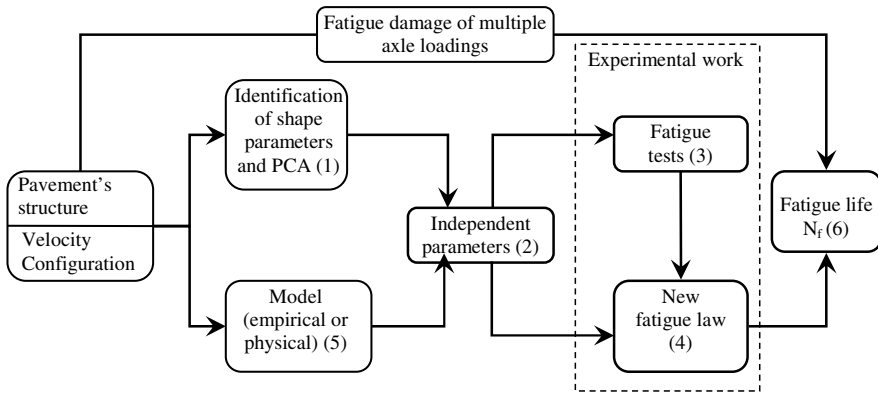 Fatigue damage of multiple
axle loadings
Experimental work
Identification
of shape
parameters
and PCA (1)
Fatigue
tests (3)
Pavement's
structure
Velocity
Configuration
Independent
parameters (2)
Fatigue life
Nf (6)
Model
(empirical or
physical) (5)
New
fatigue law
(4)